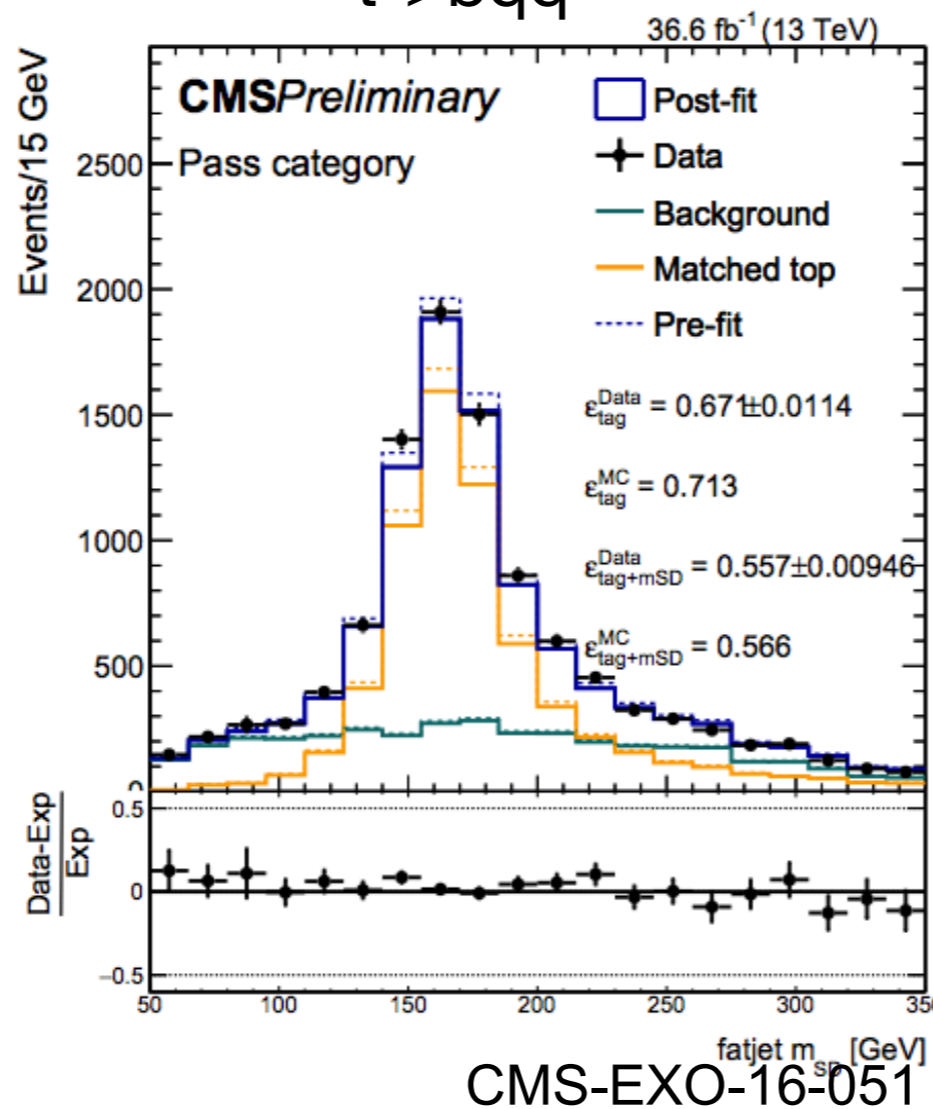 t->bqq
36.6 fb⁻¹ (13 TeV)
CMS Preliminary
Pass category
Post-fit
Data
Background
Matched top
Pre-fit
ε_tag^Data = 0.671±0.0114
ε_tag^MC = 0.713
ε_tag+mSD^Data = 0.557±0.00946
ε_tag+mSD^MC = 0.566
Events/15 GeV
2500
2000
1500
1000
500
0
Data-Exp
Exp
0.5
0
−0.5
50 100 150 200 250 300 35
fatjet m_SD [GeV]
CMS-EXO-16-051